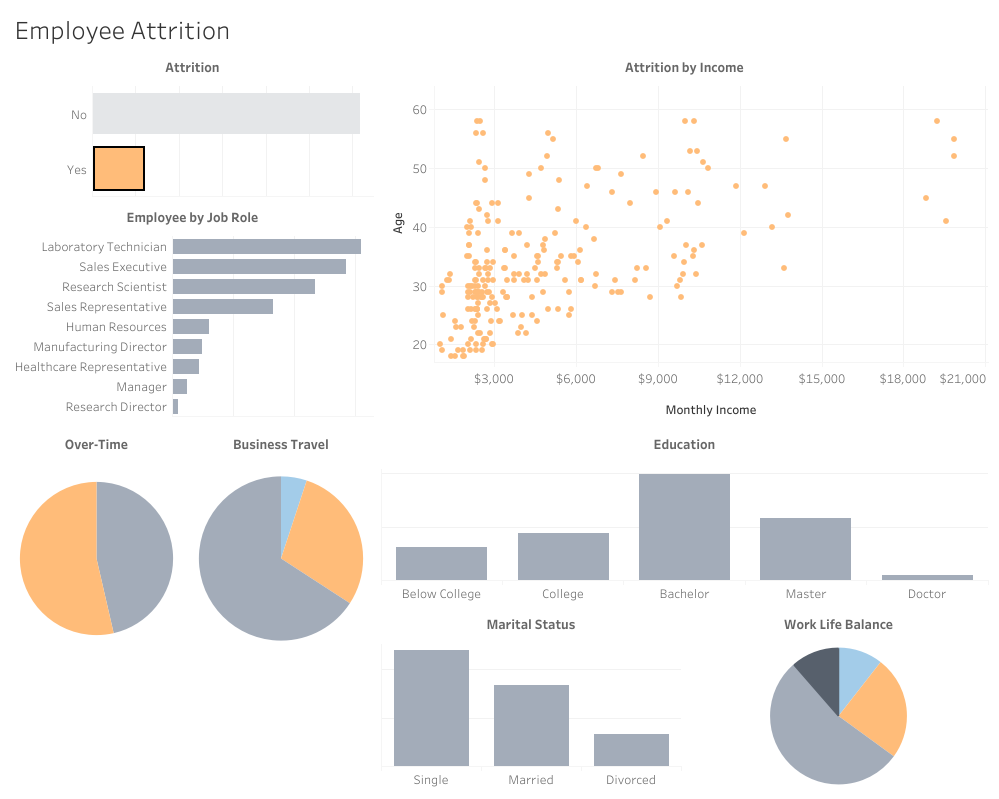 Employee Attrition
Attrition
No
Yes
Employee by Job Role
Laboratory Technician
Sales Executive
Research Scientist
Sales Representative
Human Resources
Manufacturing Director
Healthcare Representative
Manager
Research Director
Attrition by Income
Age
60
50
40
30
20
$3,000 $6,000 $9,000 $12,000 $15,000 $18,000 $21,000
Monthly Income
Over-Time
Business Travel
Education
Below College College Bachelor Master Doctor
Marital Status
Single Married Divorced
Work Life Balance